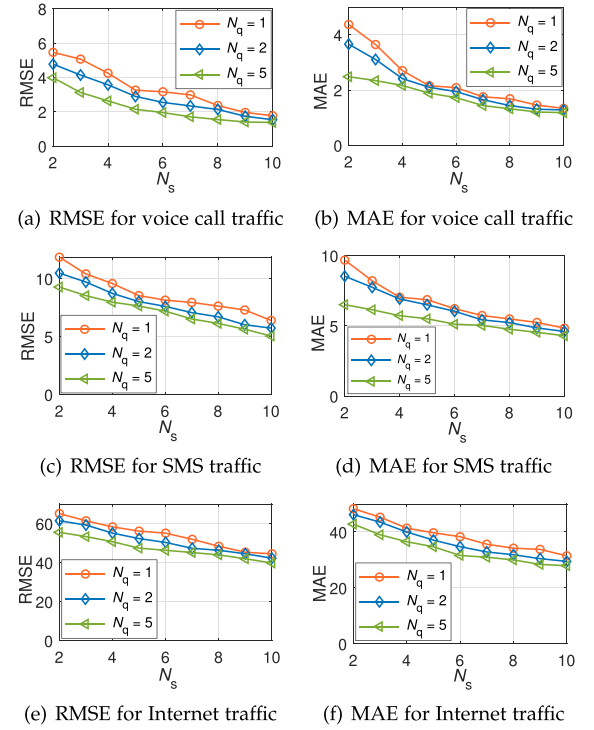 8
6
4
2
0
RMSE
N_q = 1
N_q = 2
N_q = 5
2 4 6 8 10
N_s
(a) RMSE for voice call traffic
4
2
0
MAE
N_q = 1
N_q = 2
N_q = 5
2 4 6 8 10
N_s
(b) MAE for voice call traffic
10
5
0
RMSE
N_q = 1
N_q = 2
N_q = 5
2 4 6 8 10
N_s
(c) RMSE for SMS traffic
10
5
0
MAE
N_q = 1
N_q = 2
N_q = 5
2 4 6 8 10
N_s
(d) MAE for SMS traffic
60
40
20
0
RMSE
N_q = 1
N_q = 2
N_q = 5
2 4 6 8 10
N_s
(e) RMSE for Internet traffic
40
20
0
MAE
N_q = 1
N_q = 2
N_q = 5
2 4 6 8 10
N_s
(f) MAE for Internet traffic